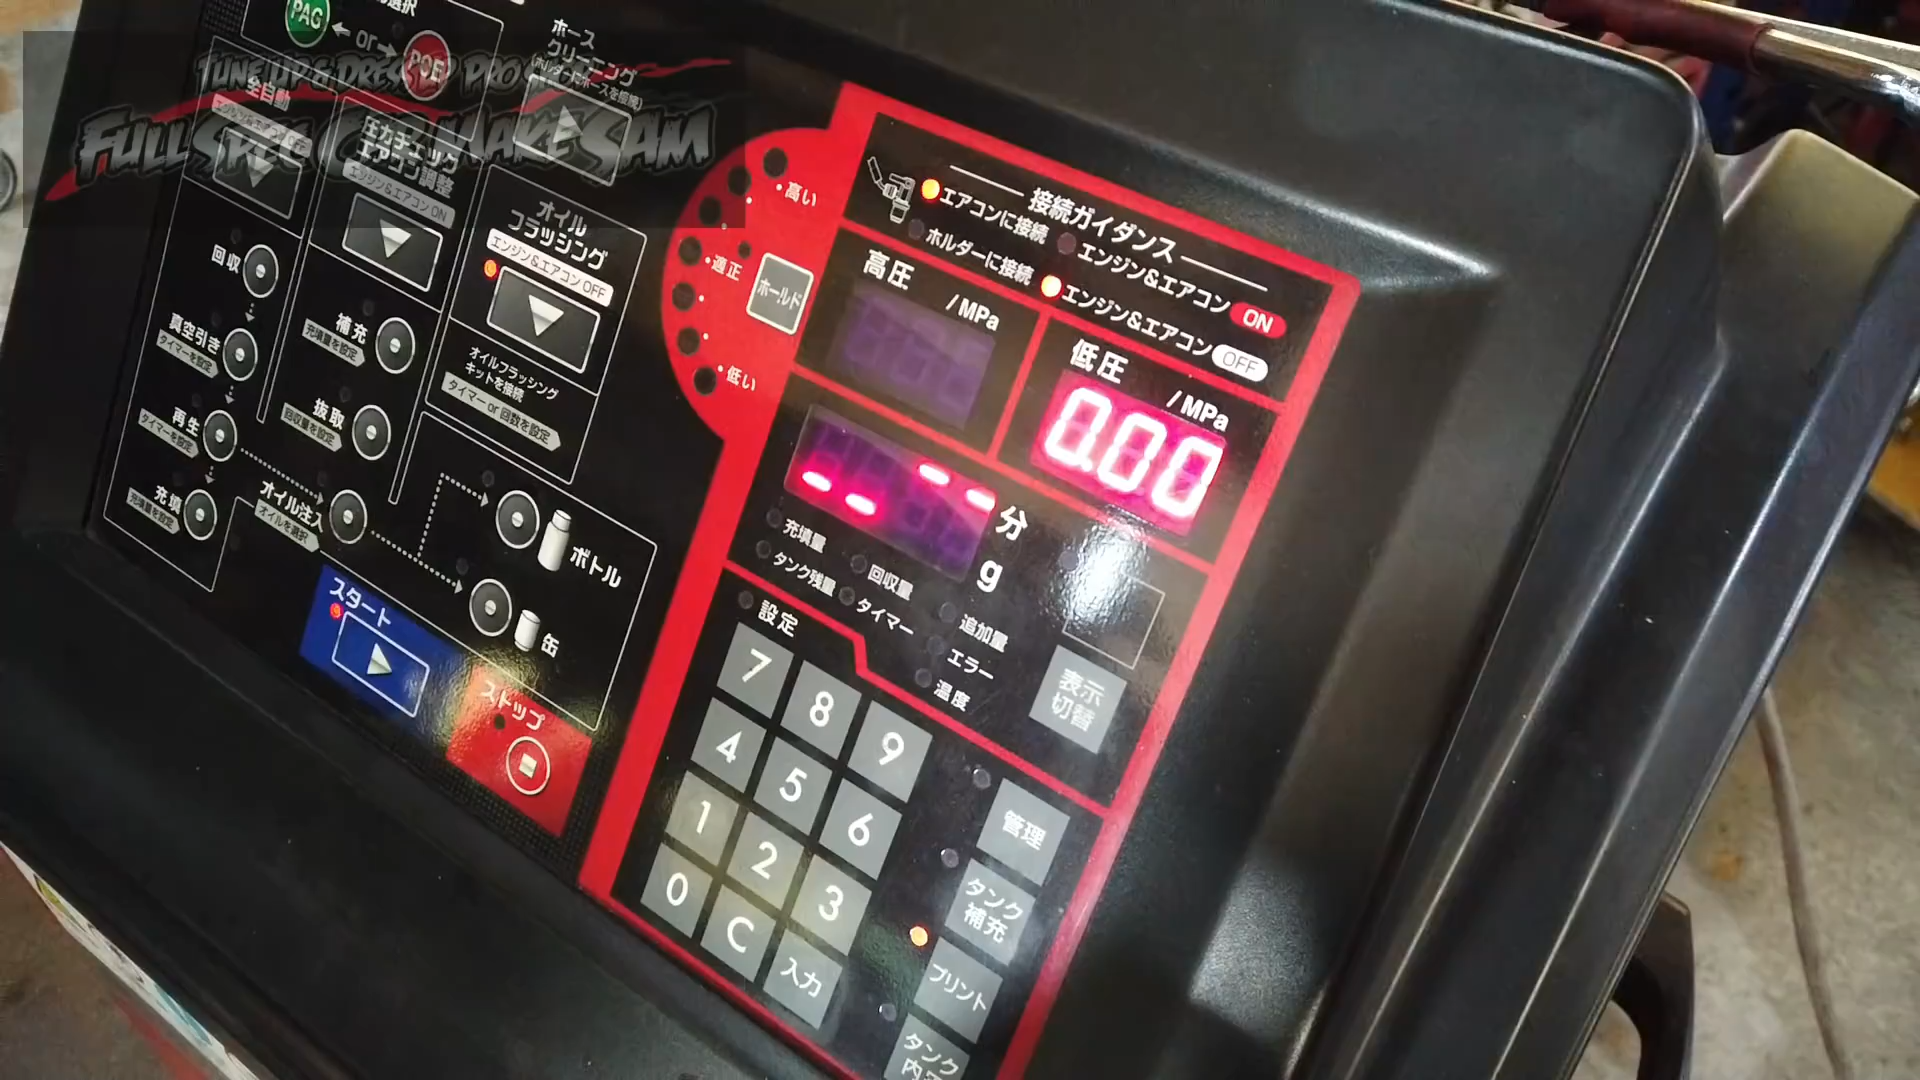 PAG
← or →
POE
TUNE UP & DRESS UP PRO S
FULL SPEC CAR MAKE SAM
全自動
圧力チェック
エアコン調整
エンジン&エアコン ON
ホース
クリーニング
オイル
フラッシング
エンジン&エアコン OFF
回収
真空引き
タイマーを設定
再生
タイマーを設定
充填
充填量を設定
補充
充填量を設定
抜取
回収量を設定
オイルフラッシング
キットを接続
タイマー or 回数を設定
オイル注入
オイルを選択
ボトル
缶
スタート
ストップ
高い
適正
低い
ホールド
接続ガイダンス
エアコンに接続
ホルダーに接続
エンジン&エアコン ON
エンジン&エアコン OFF
高圧 /MPa
低圧 /MPa
0.00
分
g
充填量
タンク残量
回収量
タイマー
追加量
エラー
温度
表示
切替
設定
7 8 9
4 5 6
1 2 3
0 C 入力
管理
タンク
補充
プリント
タンク